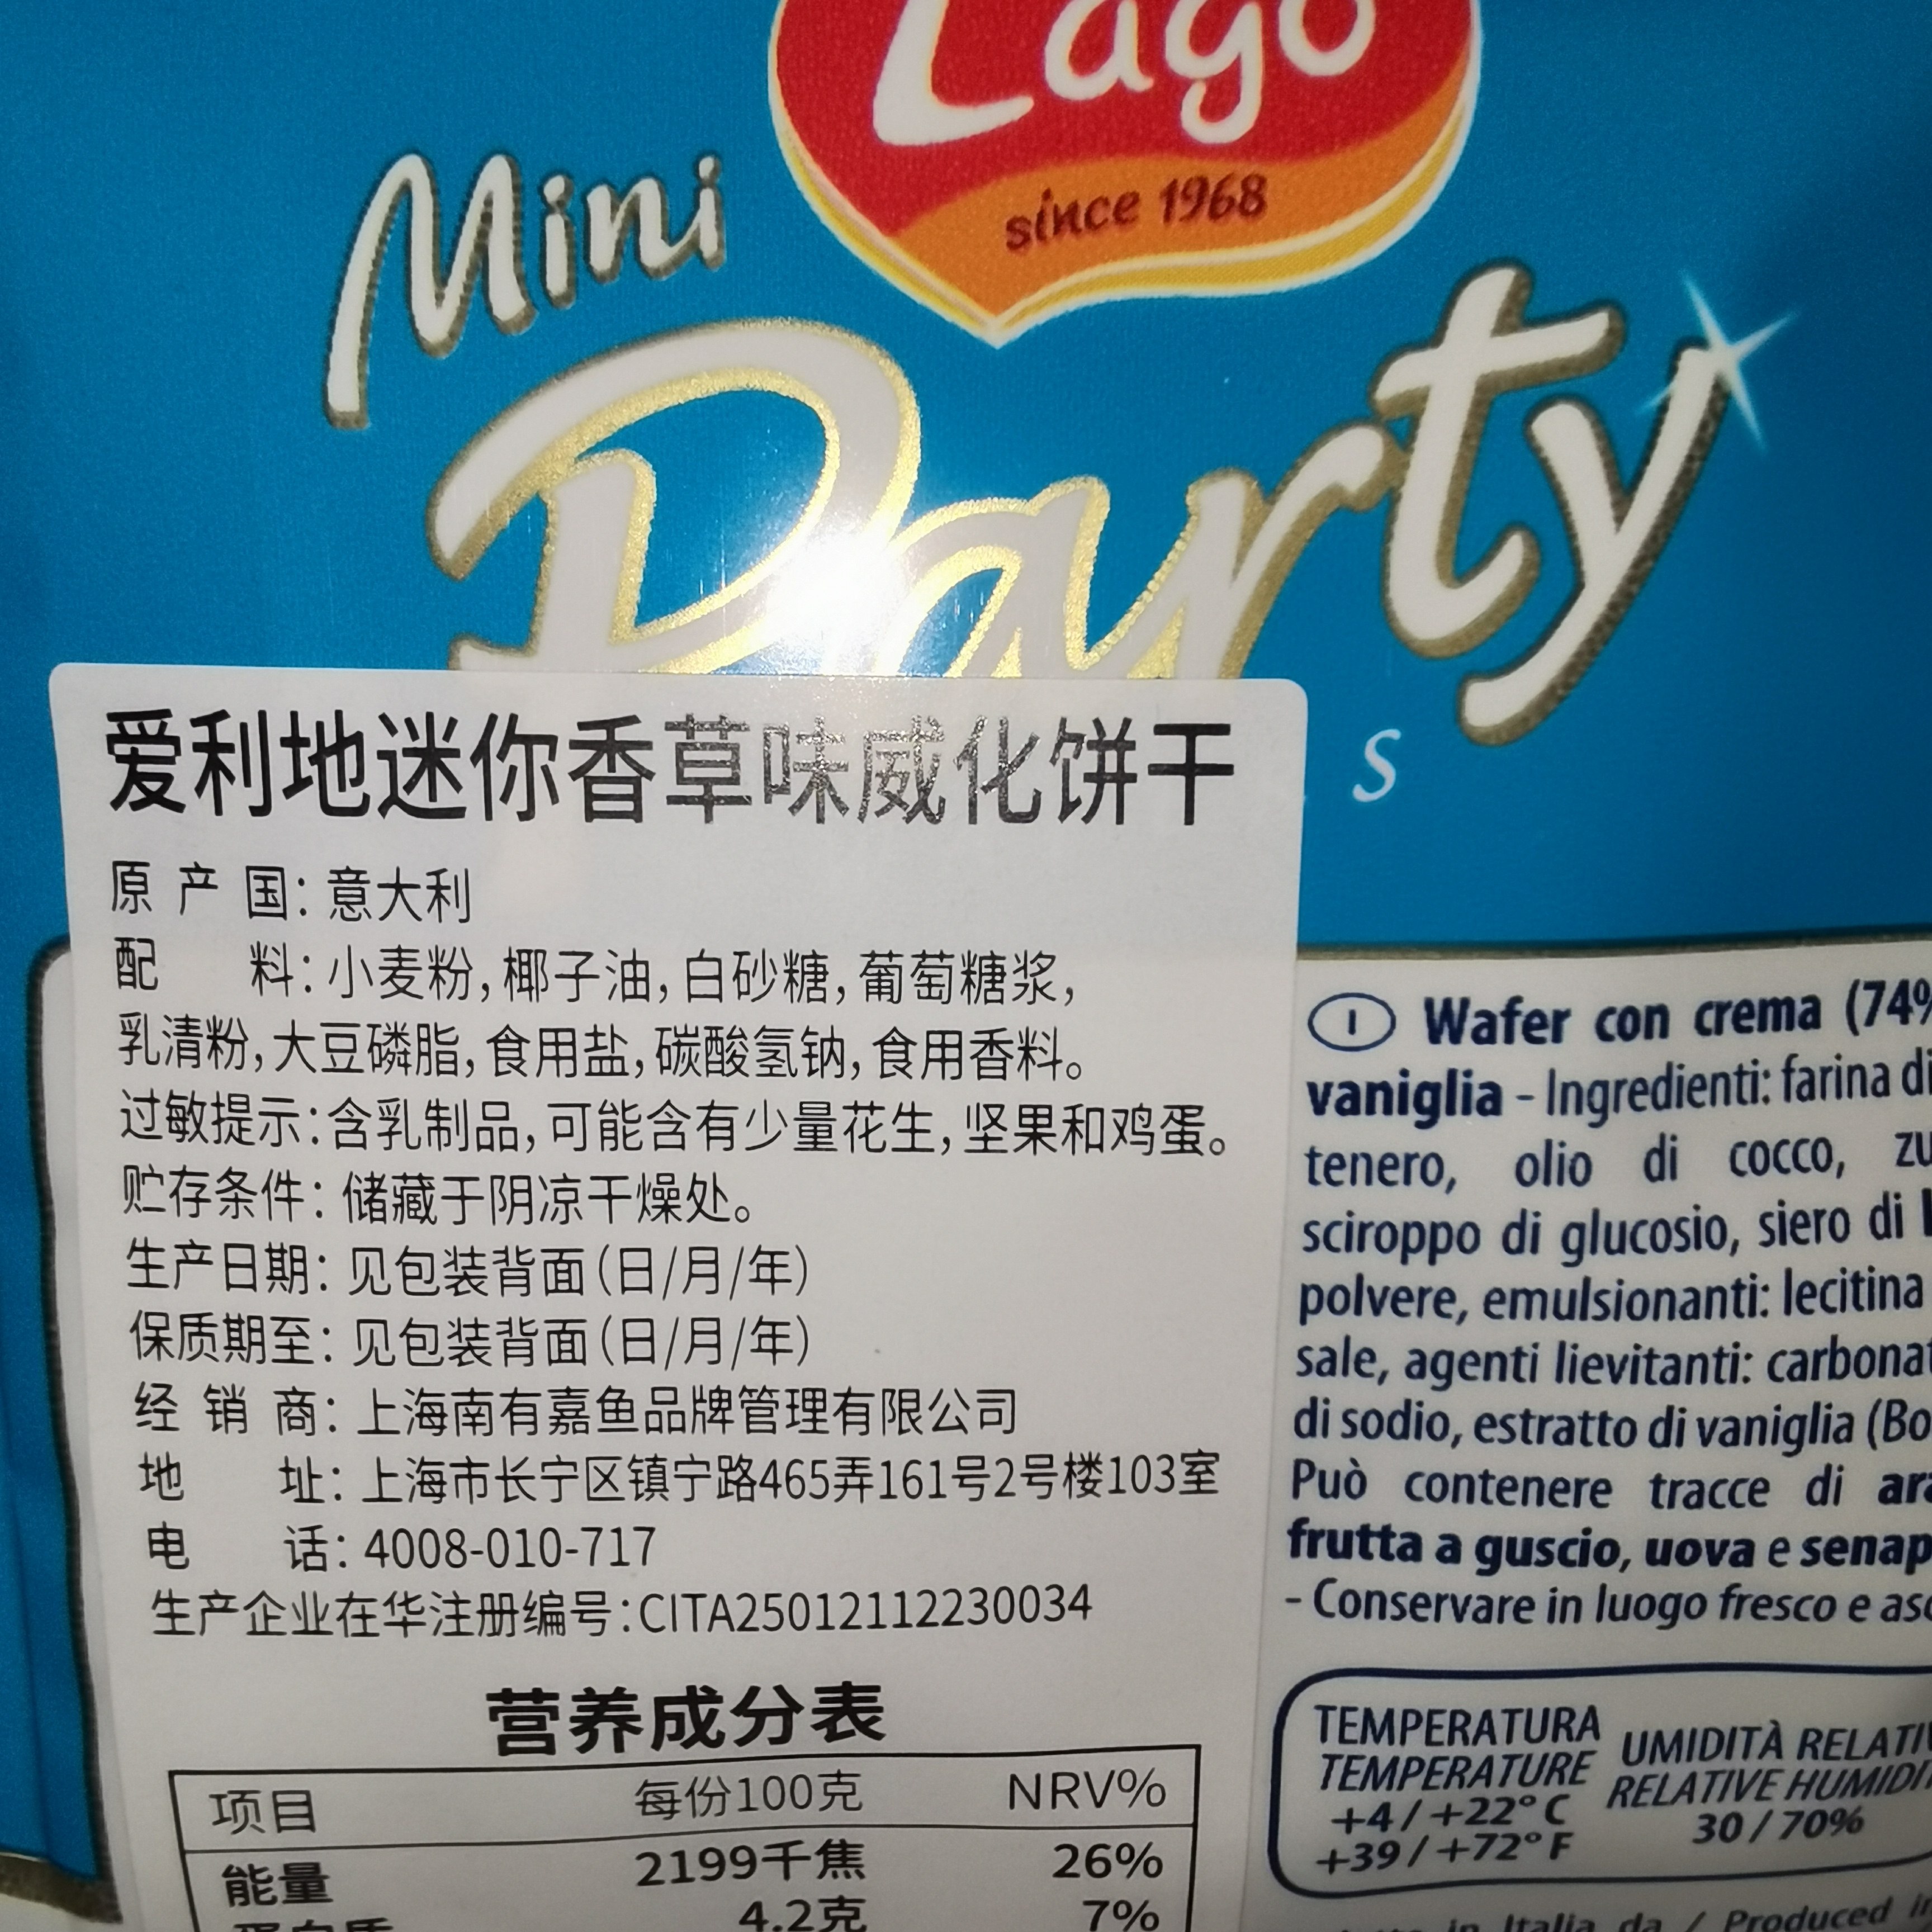 Lago
since 1968
Mini
Party
S
爱利地迷你香草味威化饼干
原产国：意大利
配料：小麦粉，椰子油，白砂糖，葡萄糖浆，
乳清粉，大豆磷脂，食用盐，碳酸氢钠，食用香料。
过敏提示：含乳制品，可能含有少量花生，坚果和鸡蛋。
贮存条件：储藏于阴凉干燥处。
生产日期：见包装背面（日/月/年）
保质期至：见包装背面（日/月/年）
经销商：上海南有嘉鱼品牌管理有限公司
地址：上海市长宁区镇宁路465弄161号2号楼103室
电话：4008-010-717
生产企业在华注册编号：CITA25012112230034
营养成分表
项目 每份100克 NRV%
能量 2199千焦 26%
4.2克 7%
I Wafer con crema (74%
vaniglia - Ingredienti: farina di
tenero, olio di cocco, zu
sciroppo di glucosio, siero di
polvere, emulsionanti: lecitina
sale, agenti lievitanti: carbonat
di sodio, estratto di vaniglia (Bo
Può contenere tracce di ara
frutta a guscio, uova e senap
- Conservare in luogo fresco e asc
TEMPERATURA
TEMPERATURE
+4 / +22° C
+39 / +72° F
UMIDITÀ RELATIV
RELATIVE HUMIDIT
30 / 70%
in Italia da / Produced in